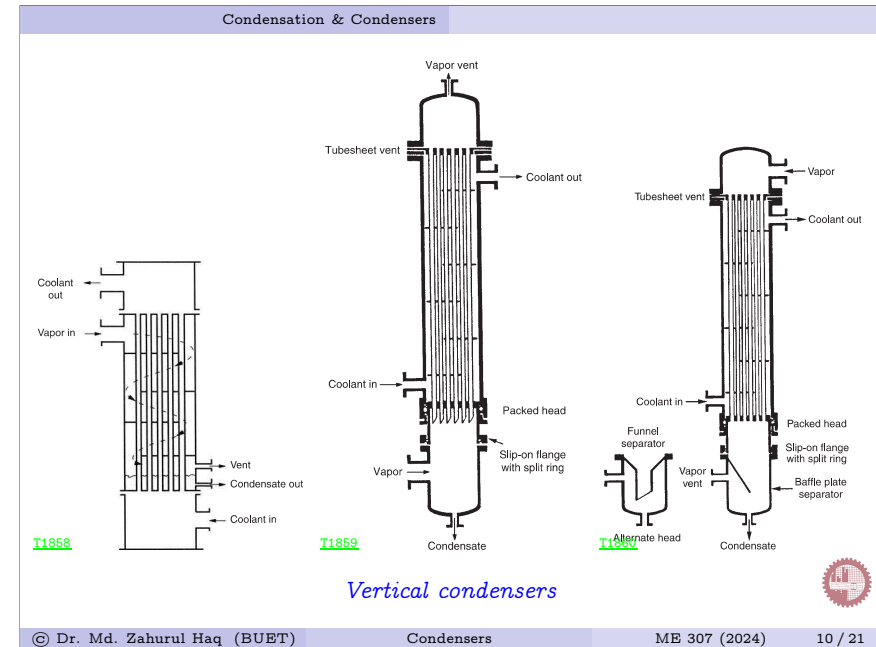 Condensation & Condensers
Coolant
out
Vapor in
Vent
Condensate out
Coolant in
T1858
Vapor vent
Tubesheet vent
Coolant out
Coolant in
Packed head
Slip-on flange
with split ring
Vapor
Condensate
T1859
Vapor
Tubesheet vent
Coolant out
Coolant in
Packed head
Funnel
separator
Slip-on flange
with split ring
Vapor
vent
Baffle plate
separator
Alternate head
Condensate
T1860
Vertical condensers
© Dr. Md. Zahurul Haq (BUET)
Condensers
ME 307 (2024)
10 / 21